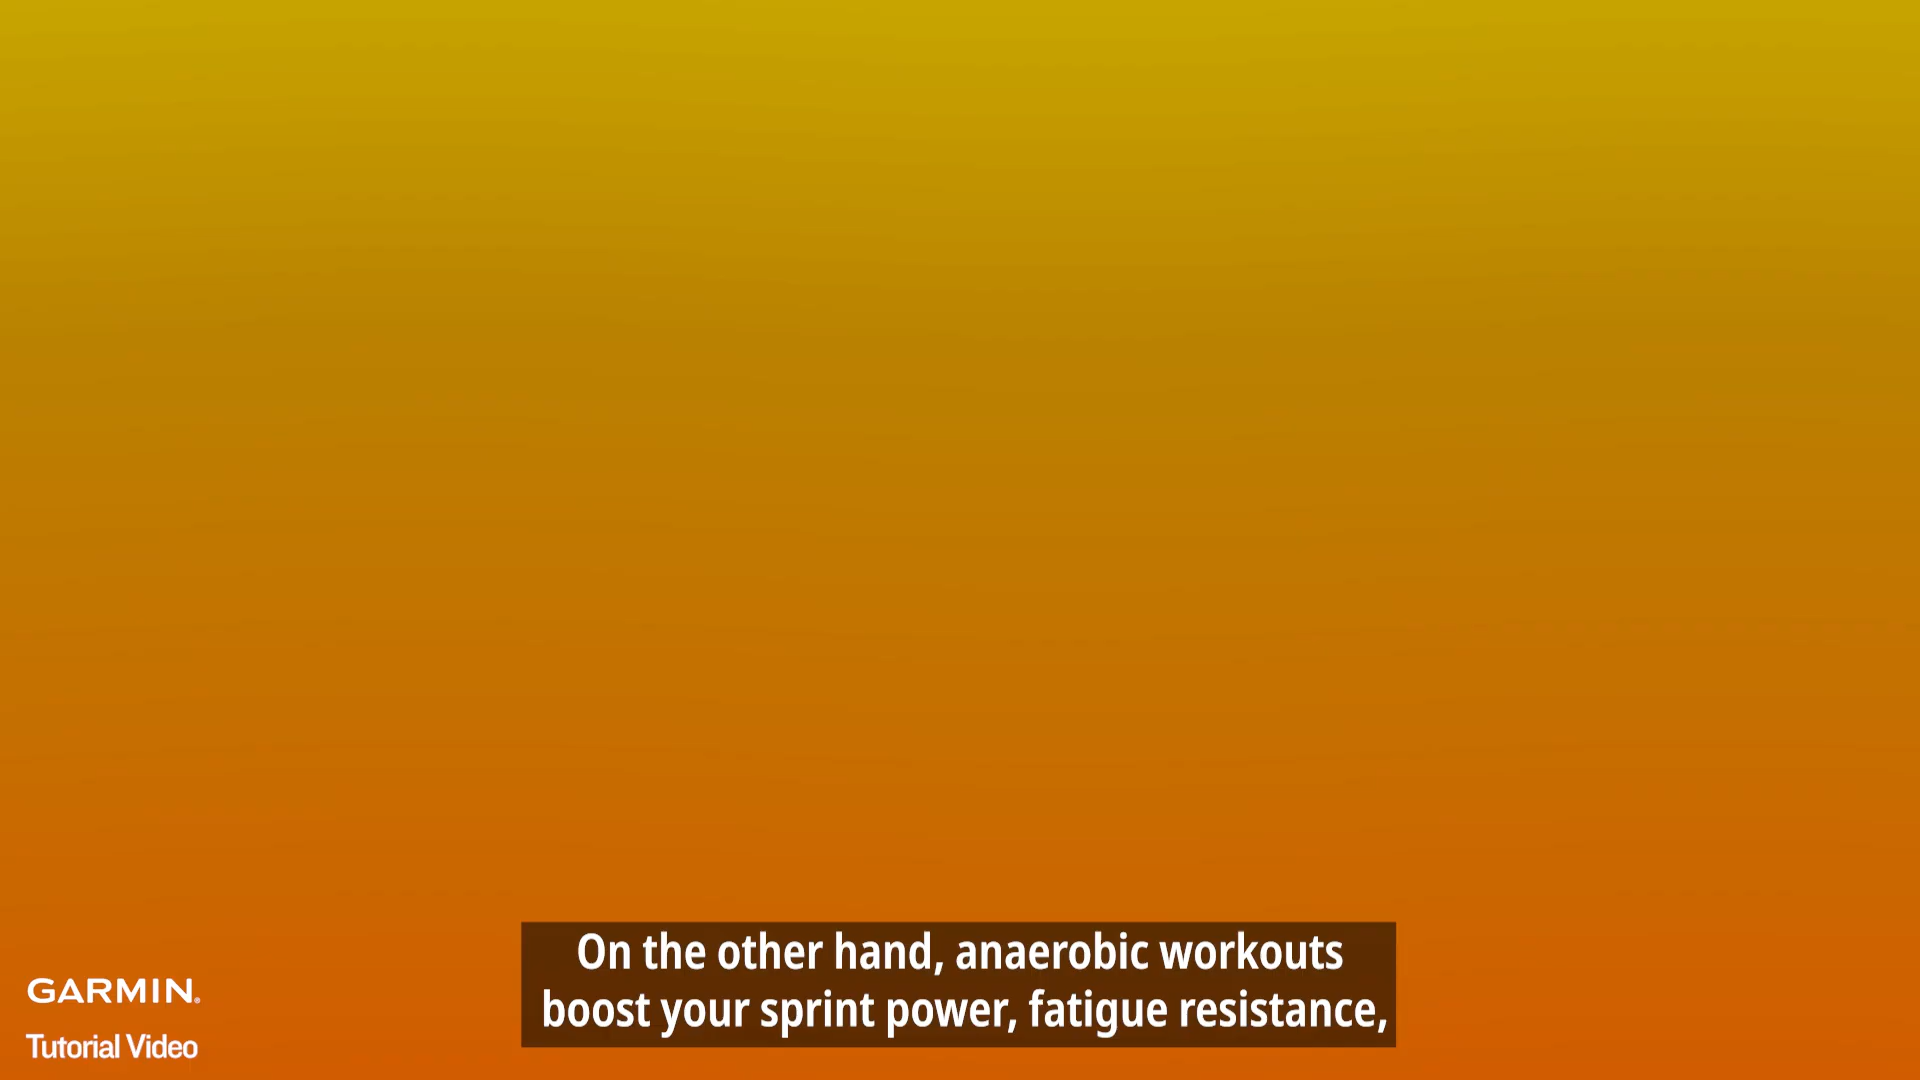 On the other hand, anaerobic workouts
boost your sprint power, fatigue resistance,
GARMIN®
Tutorial Video